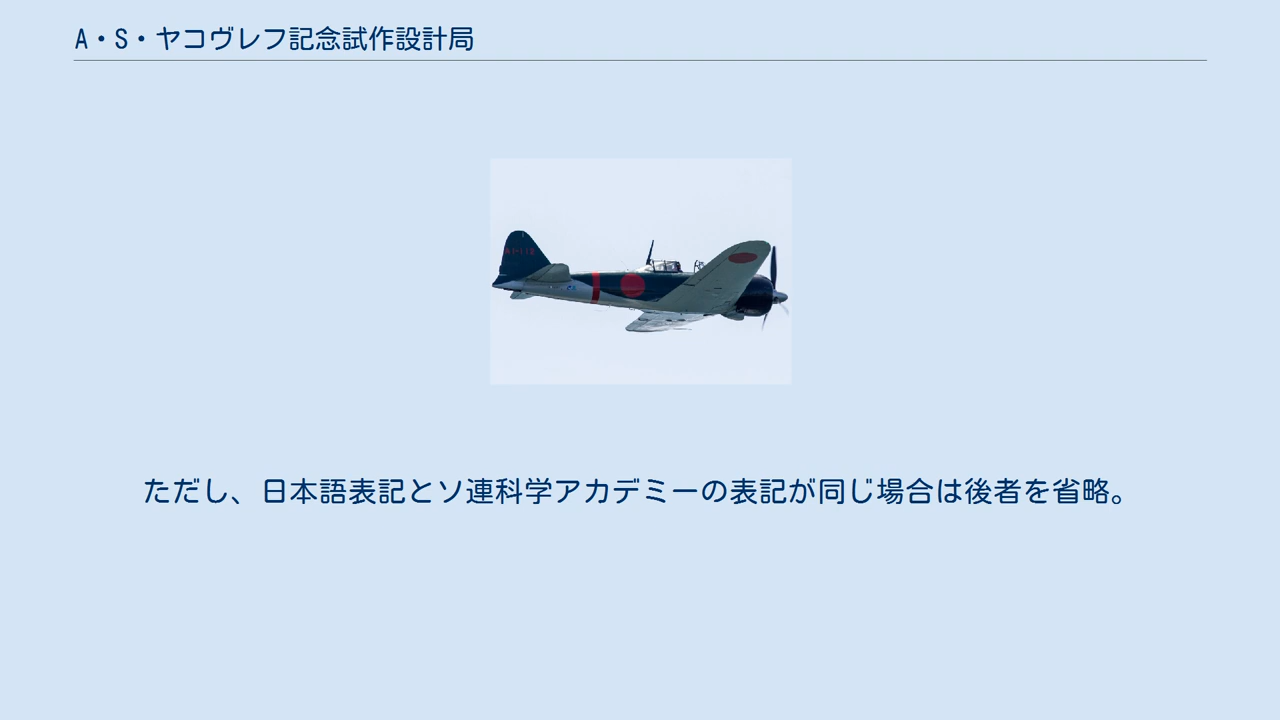 A・S・ヤコヴレフ記念試作設計局
ただし、日本語表記とソ連科学アカデミーの表記が同じ場合は後者を省略。